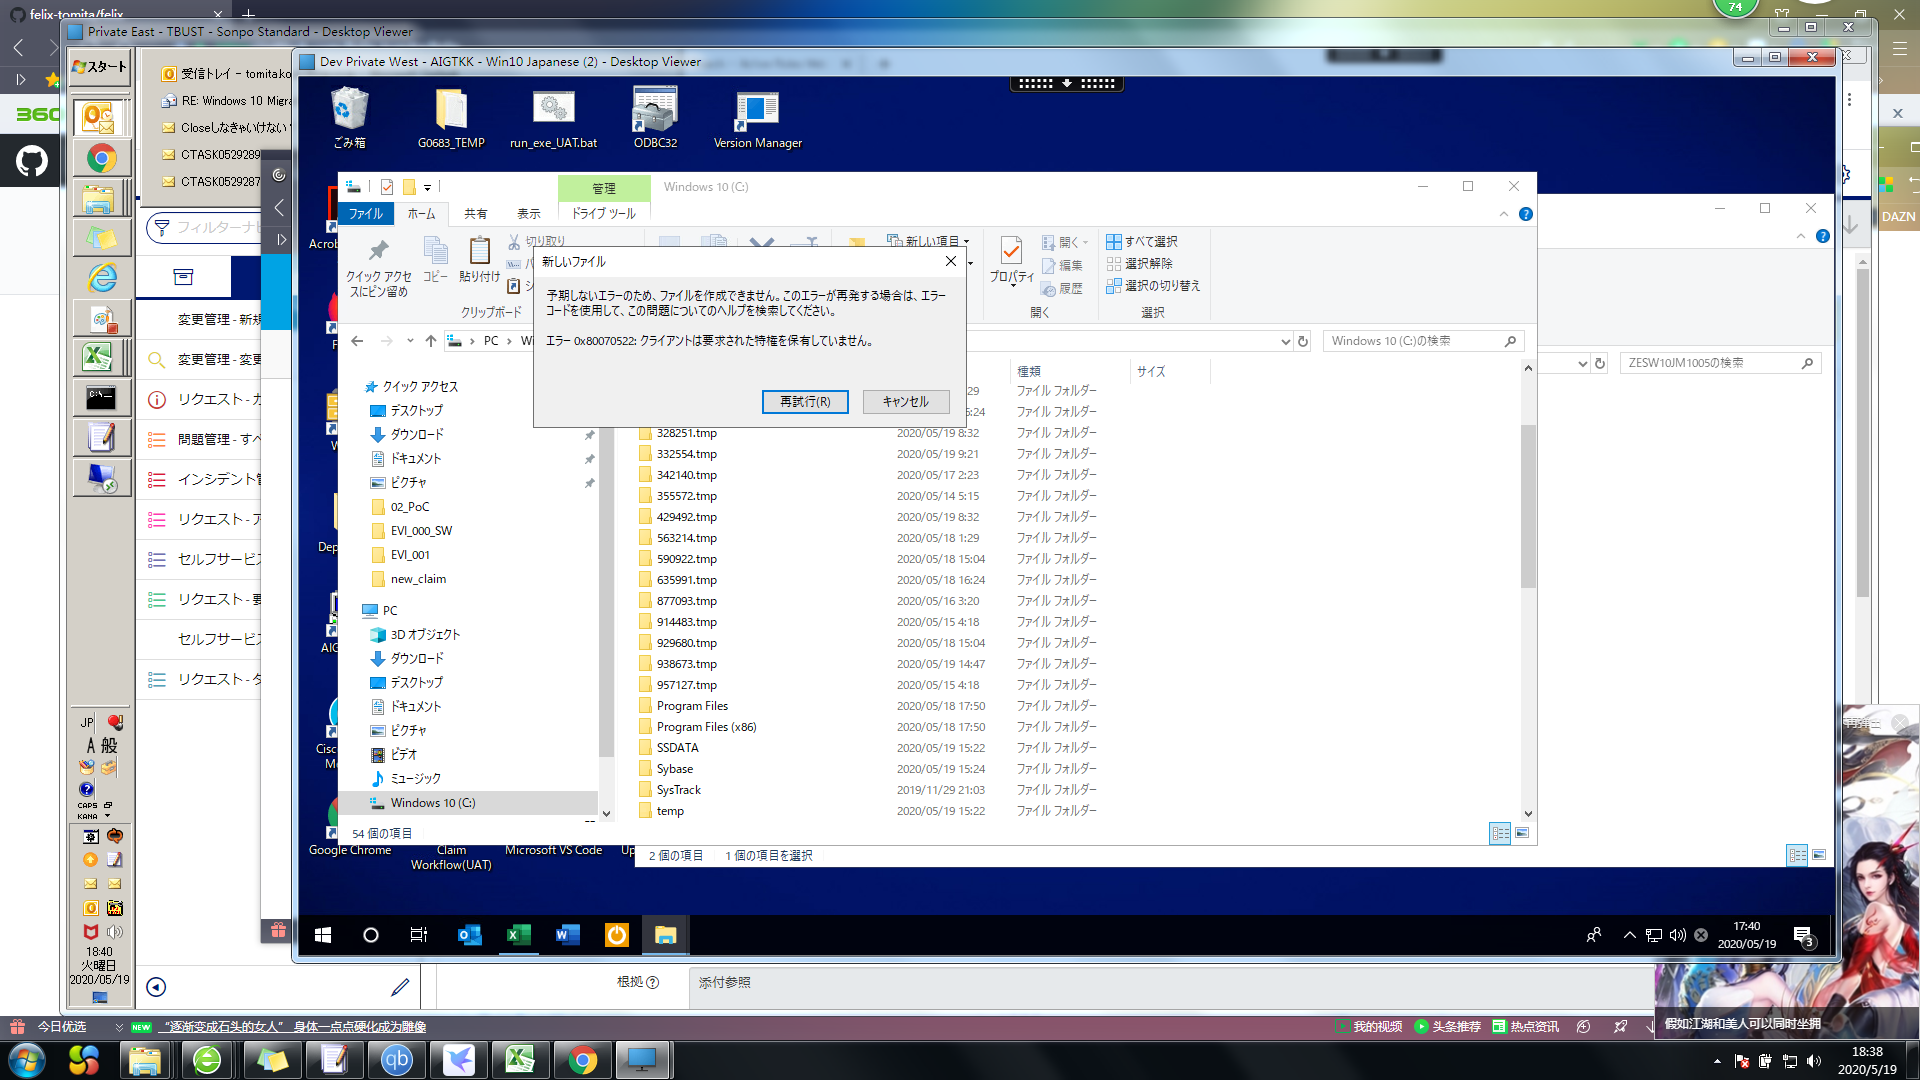 felix-tomita/felix
74
Private East - TBUST - Sonpo Standard - Desktop Viewer
スタート
受信トレイ - tomita.ko
RE: Windows 10 Migra
Closeしなきゃいけない
CTASK0529289
CTASK0529287
フィルターナビ
変更管理 - 新規
変更管理 - 変更
リクエスト - カ
問題管理 - すべ
インシデント管
リクエスト - ア
セルフサービス
リクエスト - 要
セルフサービス
リクエスト - タ
Dev Private West - AIGTKK - Win10 Japanese (2) - Desktop Viewer
ごみ箱
G0683_TEMP
run_exe_UAT.bat
ODBC32
Version Manager
管理
Windows 10 (C:)
ファイル
ホーム
共有
表示
ドライブ ツール
クイック アクセスにピン留め
コピー
貼り付け
切り取り
クリップボード
新しい項目
プロパティ
開く
編集
履歴
開く
すべて選択
選択解除
選択の切り替え
選択
新しいファイル
予期しないエラーのため、ファイルを作成できません。このエラーが再発する場合は、エラー
コードを使用して、この問題についてのヘルプを検索してください。
エラー 0x80070522: クライアントは要求された特権を保有していません。
再試行(R)
キャンセル
PC
Windows 10 (C:)の検索
ZESW10JM1005の検索
種類
サイズ
クイック アクセス
デスクトップ
ダウンロード
ドキュメント
ピクチャ
02_PoC
EVI_000_SW
EVI_001
new_claim
PC
3D オブジェクト
ダウンロード
デスクトップ
ドキュメント
ピクチャ
ビデオ
ミュージック
Windows 10 (C:)
ファイル フォルダー
ファイル フォルダー
328251.tmp 2020/05/19 8:32 ファイル フォルダー
332554.tmp 2020/05/19 9:21 ファイル フォルダー
342140.tmp 2020/05/17 2:23 ファイル フォルダー
355572.tmp 2020/05/14 5:15 ファイル フォルダー
429492.tmp 2020/05/19 8:32 ファイル フォルダー
563214.tmp 2020/05/18 1:29 ファイル フォルダー
590922.tmp 2020/05/18 15:04 ファイル フォルダー
635991.tmp 2020/05/18 16:24 ファイル フォルダー
877093.tmp 2020/05/16 3:20 ファイル フォルダー
914483.tmp 2020/05/15 4:18 ファイル フォルダー
929680.tmp 2020/05/18 15:04 ファイル フォルダー
938673.tmp 2020/05/19 14:47 ファイル フォルダー
957127.tmp 2020/05/15 4:18 ファイル フォルダー
Program Files 2020/05/18 17:50 ファイル フォルダー
Program Files (x86) 2020/05/18 17:50 ファイル フォルダー
SSDATA 2020/05/19 15:22 ファイル フォルダー
Sybase 2020/05/19 15:24 ファイル フォルダー
SysTrack 2019/11/29 21:03 ファイル フォルダー
temp 2020/05/19 15:22 ファイル フォルダー
54 個の項目
2 個の項目 1 個の項目を選択
Google Chrome
Claim Workflow(UAT)
Microsoft VS Code
17:40
2020/05/19
3
DAZN
JP
A 般
CAPS
KANA
18:40
火曜日
2020/05/19
根拠
添付参照
今日优选
NEW
“逐渐变成石头的女人” 身体一点点硬化成为雕像
我的视频
头条推荐
热点资讯
假如江湖和美人可以同时坐拥
18:38
2020/5/19